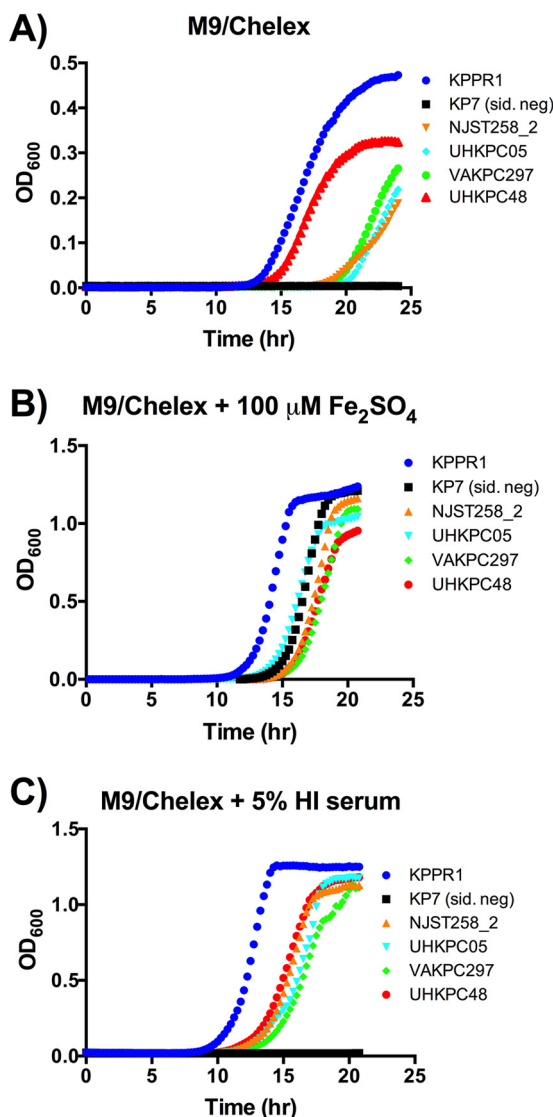 A)
M9/Chelex
OD600
0.5
0.4
0.3
0.2
0.1
0.0
0 5 10 15 20 25
Time (hr)
KPPR1
KP7 (sid. neg)
NJST258_2
UHKPC05
VAKPC297
UHKPC48
B)
M9/Chelex + 100 μM Fe2SO4
OD600
1.5
1.0
0.5
0.0
0 5 10 15 20 25
Time (hr)
KPPR1
KP7 (sid. neg)
NJST258_2
UHKPC05
VAKPC297
UHKPC48
C)
M9/Chelex + 5% HI serum
OD600
1.5
1.0
0.5
0.0
0 5 10 15 20 25
Time (hr)
KPPR1
KP7 (sid. neg)
NJST258_2
UHKPC05
VAKPC297
UHKPC48